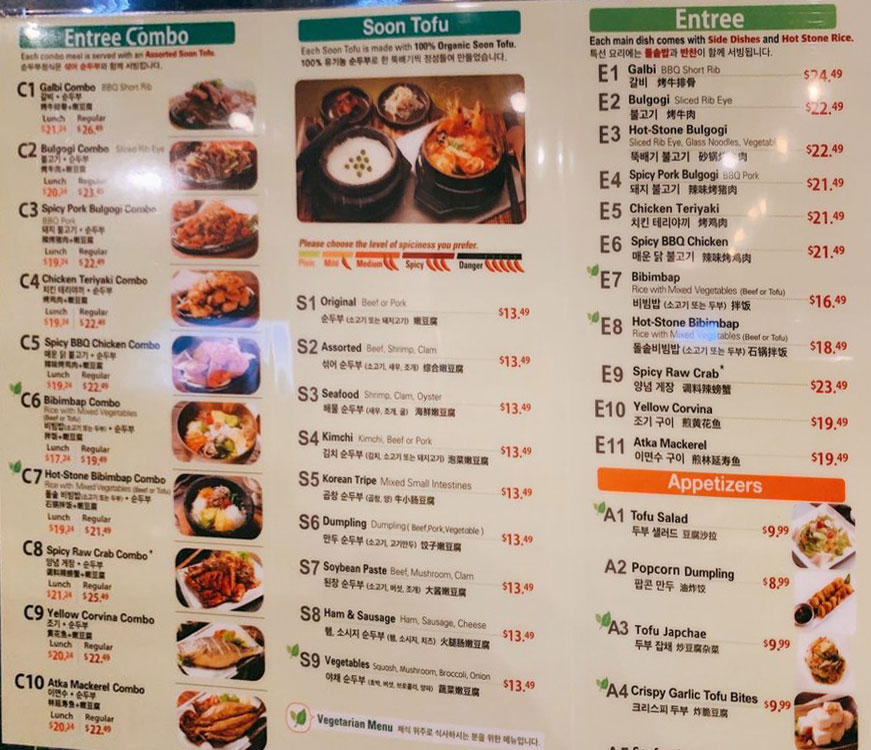 Entree Combo
Each combo meal is served with an Assorted Soon Tofu.
순두부정식문 섞어 순두부와 함께 서빙됩니다.
C1 Galbi Combo BBQ Short Rib
갈비 • 순두부
烤牛排骨+嫩豆腐
Lunch Regular
$21.24 $26.49
C2 Bulgogi Combo Sliced Rib Eye
불고기 • 순두부
烤牛肉+嫩豆腐
Lunch Regular
$20.24 $23.49
C3 Spicy Pork Bulgogi Combo
BBQ Pork
돼지 불고기 • 순두부
辣烤猪肉+嫩豆腐
Lunch Regular
$19.24 $22.49
C4 Chicken Teriyaki Combo
치킨 테리야끼 • 순두부
烤鸡肉+嫩豆腐
Lunch Regular
$19.24 $22.49
C5 Spicy BBQ Chicken Combo
매운 닭 불고기 • 순두부
辣味烤鸡肉+嫩豆腐
Lunch Regular
$19.24 $22.49
C6 Bibimbap Combo
Rice with Mixed Vegetables
(Beef or Tofu)
비빔밥(소고기 또는 두부) • 순두부
拌饭+嫩豆腐
Lunch Regular
$17.24 $19.49
C7 Hot-Stone Bibimbap Combo
Rice with Mixed Vegetables (Beef or Tofu)
돌솥 비빔밥 (소고기 또는 두부) • 순두부
石锅拌饭+嫩豆腐
Lunch Regular
$19.24 $21.49
C8 Spicy Raw Crab Combo*
양념 게장 • 순두부
调料辣螃蟹+嫩豆腐
Lunch Regular
$21.24 $25.49
C9 Yellow Corvina Combo
조기 • 순두부
黄花鱼+嫩豆腐
Lunch Regular
$20.24 $22.49
C10 Atka Mackerel Combo
이면수 • 순두부
林延寿鱼+嫩豆腐
Lunch Regular
$20.24 $22.49
Soon Tofu
Each Soon Tofu is made with 100% Organic Soon Tofu.
100% 유기농 순두부로 한 뚝배기씩 정성들여 만들었습니다.
Please choose the level of spiciness you prefer.
Plain Mild Medium Spicy Danger
S1 Original Beef or Pork $13.49
순두부 (소고기 또는 돼지고기) 嫩豆腐
S2 Assorted Beef, Shrimp, Clam $13.49
섞어 순두부 (소고기, 새우, 조개) 综合嫩豆腐
S3 Seafood Shrimp, Clam, Oyster $13.49
해물 순두부 (새우, 조개, 굴) 海鲜嫩豆腐
S4 Kimchi Kimchi, Beef or Pork $13.49
김치 순두부 (김치, 소고기 또는 돼지고기) 泡菜嫩豆腐
S5 Korean Tripe Mixed Small Intestines $13.49
곱창 순두부 (곱창, 양) 牛小肠豆腐
S6 Dumpling Dumpling (Beef,Pork,Vegetable) $13.49
만두 순두부 (소고기, 고기만두) 饺子嫩豆腐
S7 Soybean Paste Beef, Mushroom, Clam $13.49
된장 순두부 (소고기, 버섯, 조개) 大酱嫩豆腐
S8 Ham & Sausage Ham, Sausage, Cheese $13.49
햄, 소시지 순두부 (햄, 소시지, 치즈) 火腿肠嫩豆腐
S9 Vegetables Squash, Mushroom, Broccoli, Onion $13.49
야채 순두부 (호박, 버섯, 브로콜리, 양파) 蔬菜嫩豆腐
Vegetarian Menu 채식 위주로 식사하시는 분을 위한 메뉴입니다.
Entree
Each main dish comes with Side Dishes and Hot Stone Rice.
특선 요리에는 돌솥밥과 반찬이 함께 서빙됩니다.
E1 Galbi BBQ Short Rib $24.49
갈비 烤牛排骨
E2 Bulgogi Sliced Rib Eye $22.49
불고기 烤牛肉
E3 Hot-Stone Bulgogi
Sliced Rib Eye, Glass Noodles, Vegetabl $22.49
뚝배기 불고기 砂锅烤牛肉
E4 Spicy Pork Bulgogi BBQ Pork $21.49
돼지 불고기 辣味烤猪肉
E5 Chicken Teriyaki $21.49
치킨 테리야끼 烤鸡肉
E6 Spicy BBQ Chicken $21.49
매운 닭 불고기 辣味烤鸡肉
E7 Bibimbap
Rice with Mixed Vegetables (Beef or Tofu) $16.49
비빔밥 (소고기 또는 두부) 拌饭
E8 Hot-Stone Bibimbap
Rice with Mixed Vegetables (Beef or Tofu) $18.49
돌솥비빔밥 (소고기 또는 두부) 石锅拌饭
E9 Spicy Raw Crab* $23.49
양념 게장 调料辣螃蟹
E10 Yellow Corvina $19.49
조기 구이 煎黄花鱼
E11 Atka Mackerel $19.49
이면수 구이 煎林延寿鱼
Appetizers
A1 Tofu Salad $9.99
두부 샐러드 豆腐沙拉
A2 Popcorn Dumpling $8.99
팝콘 만두 油炸饺
A3 Tofu Japchae $9.99
두부 잡채 炒豆腐杂菜
A4 Crispy Garlic Tofu Bites $9.99
크리스피 두부 炸脆豆腐